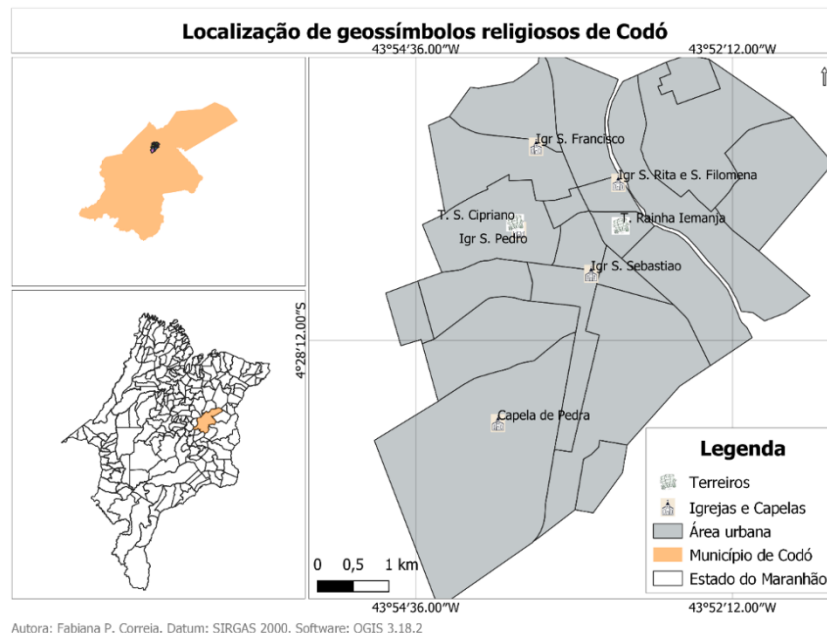 Localização de geossímbolos religiosos de Codó
43°54'36.00"W
43°52'12.00"W
Igr S. Francisco
Igr S. Rita e S. Filomena
T. S. Cipriano
T. Rainha Iemanja
Igr S. Pedro
Igr S. Sebastiao
4°28'12.00"S
Capela de Pedra
Legenda
Terreiros
Igrejas e Capelas
Área urbana
Município de Codó
Estado do Maranhão
0 0,5 1 km
43°54'36.00"W
43°52'12.00"W
Autora: Fabiana P. Correia. Datum: SIRGAS 2000. Software: QGIS 3.18.2